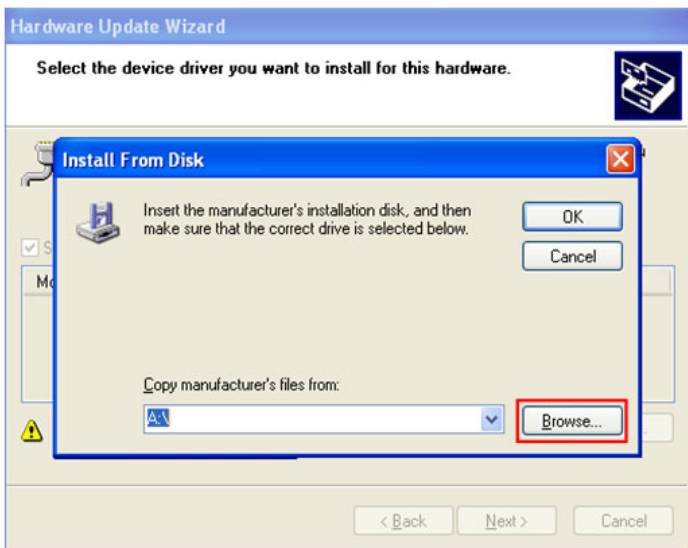 Hardware Update Wizard
Select the device driver you want to install for this hardware.
Install From Disk
Insert the manufacturer's installation disk, and then
make sure that the correct drive is selected below.
OK
Cancel
Copy manufacturer's files from:
A:\
Browse...
< Back
Next >
Cancel